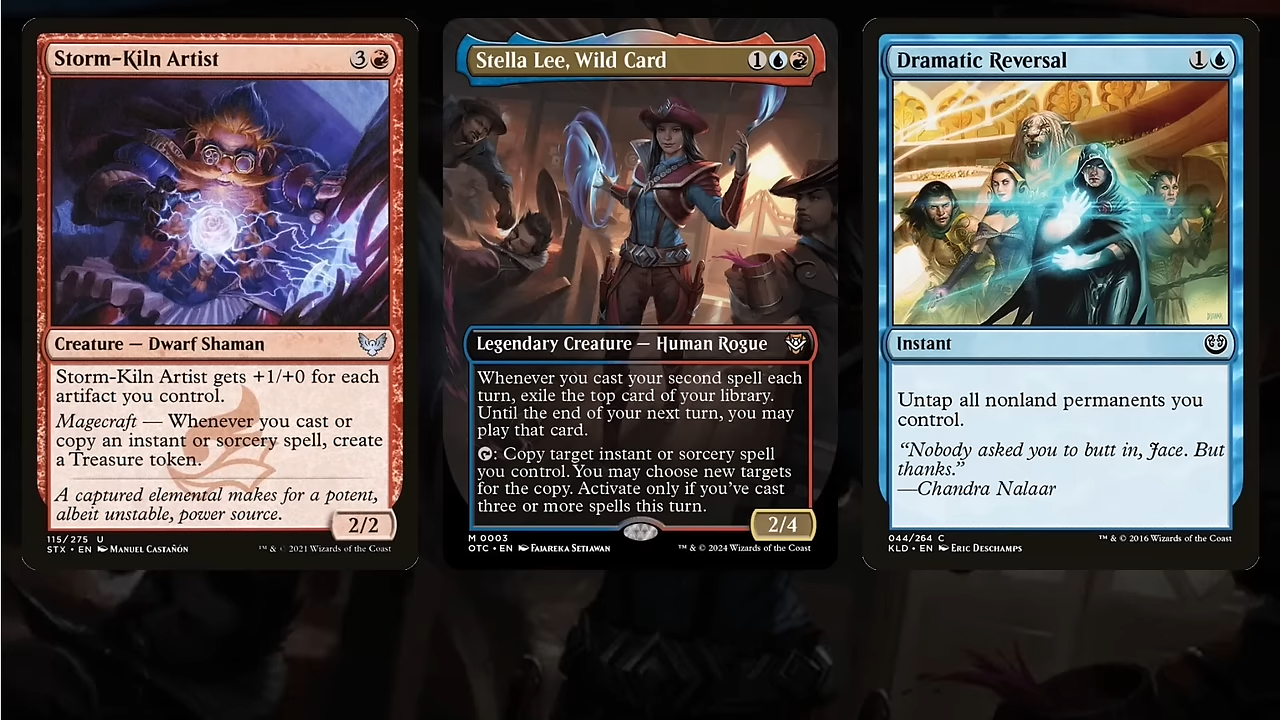 Storm-Kiln Artist 3
Creature — Dwarf Shaman
Storm-Kiln Artist gets +1/+0 for each
artifact you control.
Magecraft — Whenever you cast or
copy an instant or sorcery spell, create
a Treasure token.
A captured elemental makes for a potent,
albeit unstable, power source.
2/2
115/275 U
STX • EN Manuel Castañón
™ & © 2021 Wizards of the Coast
Stella Lee, Wild Card 1
Legendary Creature — Human Rogue
Whenever you cast your second spell each
turn, exile the top card of your library.
Until the end of your next turn, you may
play that card.
: Copy target instant or sorcery spell
you control. You may choose new targets
for the copy. Activate only if you’ve cast
three or more spells this turn.
2/4
M 0003
OTC • EN Fajareka Setiawan
™ & © 2024 Wizards of the Coast
Dramatic Reversal 1
Instant
Untap all nonland permanents you
control.
“Nobody asked you to butt in, Jace. But
thanks.”
—Chandra Nalaar
044/264 C
KLD • EN Eric Deschamps
™ & © 2016 Wizards of the Coast